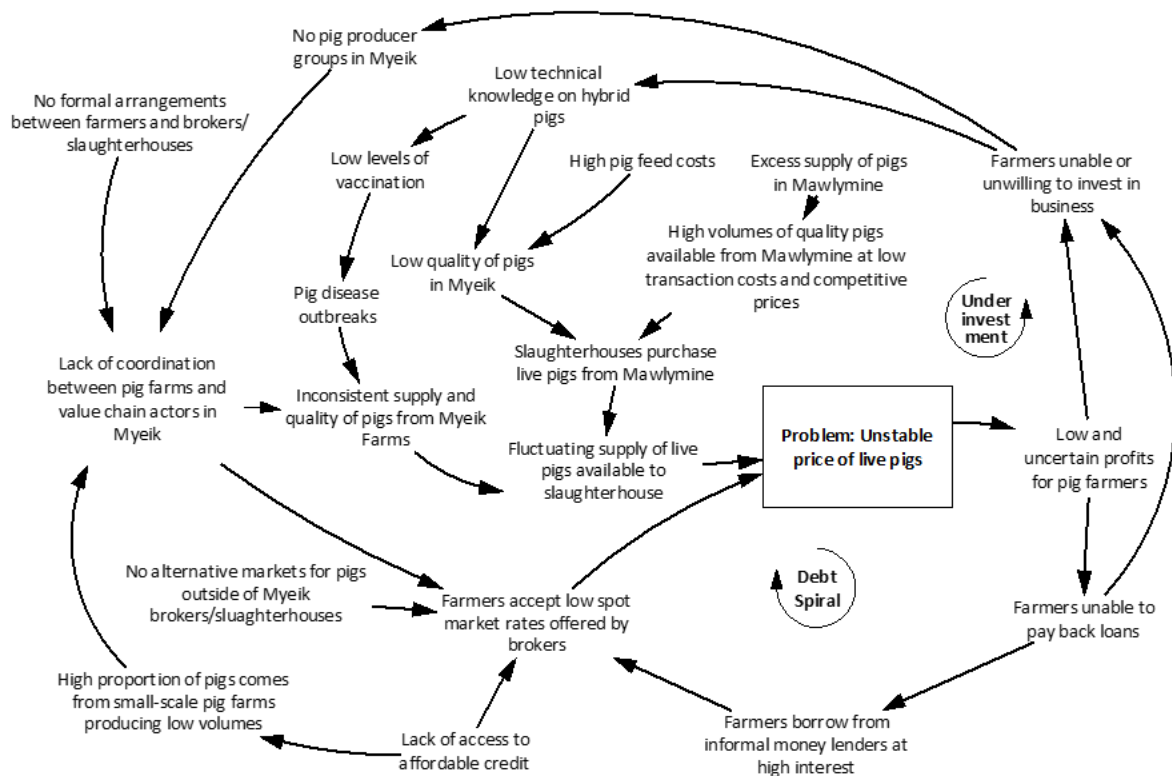 No pig producer
groups in Myeik
Low technical
knowledge on hybrid
pigs
No formal arrangements
between farmers and brokers/
slaughterhouses
Low levels of
vaccination
High pig feed costs
Excess supply of pigs
in Mawlymine
Farmers unable or
unwilling to invest in
business
Low quality of pigs
in Myeik
High volumes of quality pigs
available from Mawlymine at low
transaction costs and competitive
prices
Pig disease
outbreaks
Under
invest
ment
Lack of coordination
between pig farms and
value chain actors in
Myeik
Inconsistent supply and
quality of pigs from Myeik
Farms
Slaughterhouses purchase
live pigs from Mawlymine
Fluctuating supply of live
pigs available to
slaughterhouse
Problem: Unstable
price of live pigs
Low and
uncertain profits
for pig farmers
No alternative markets for pigs
outside of Myeik
brokers/sluaghterhouses
Farmers accept low spot
market rates offered by
brokers
Debt
Spiral
Farmers unable to
pay back loans
High proportion of pigs comes
from small-scale pig farms
producing low volumes
Lack of access to
affordable credit
Farmers borrow from
informal money lenders at
high interest